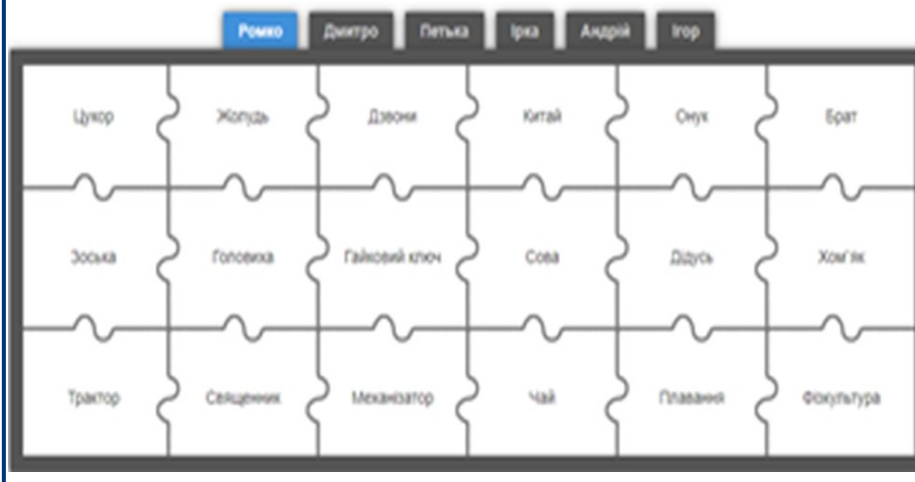 Ромко Дмитро Петька Ірка Андрій Ігор
Цукор Жолудь Дзвони Китай Онук Брат
Зоська Головиха Гайковий ключ Сова Дідусь Хом'як
Трактор Священник Механізатор Чай Плавання Фізкультура